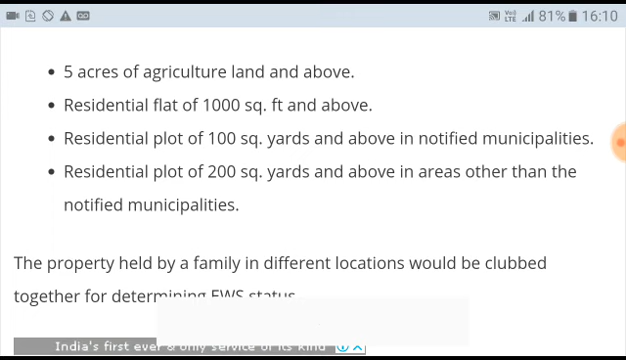 Vo)) LTE 81% 16:10
• 5 acres of agriculture land and above.
• Residential flat of 1000 sq. ft and above.
• Residential plot of 100 sq. yards and above in notified municipalities.
• Residential plot of 200 sq. yards and above in areas other than the
notified municipalities.
The property held by a family in different locations would be clubbed
together for determining EWS status
India's first ever & only service of its kind